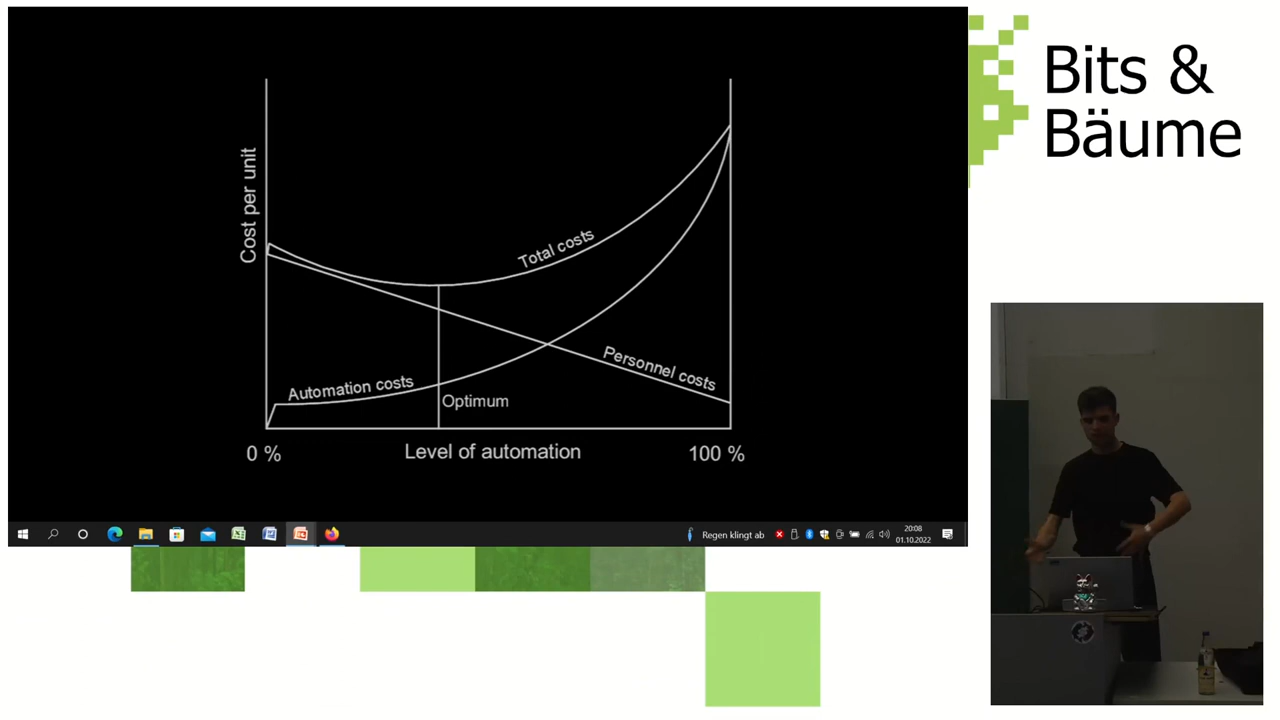 Bits &
Bäume
Cost per unit
Total costs
Personnel costs
Automation costs
Optimum
0 %
Level of automation
100 %
Regen klingt ab
20:08
01.10.2022